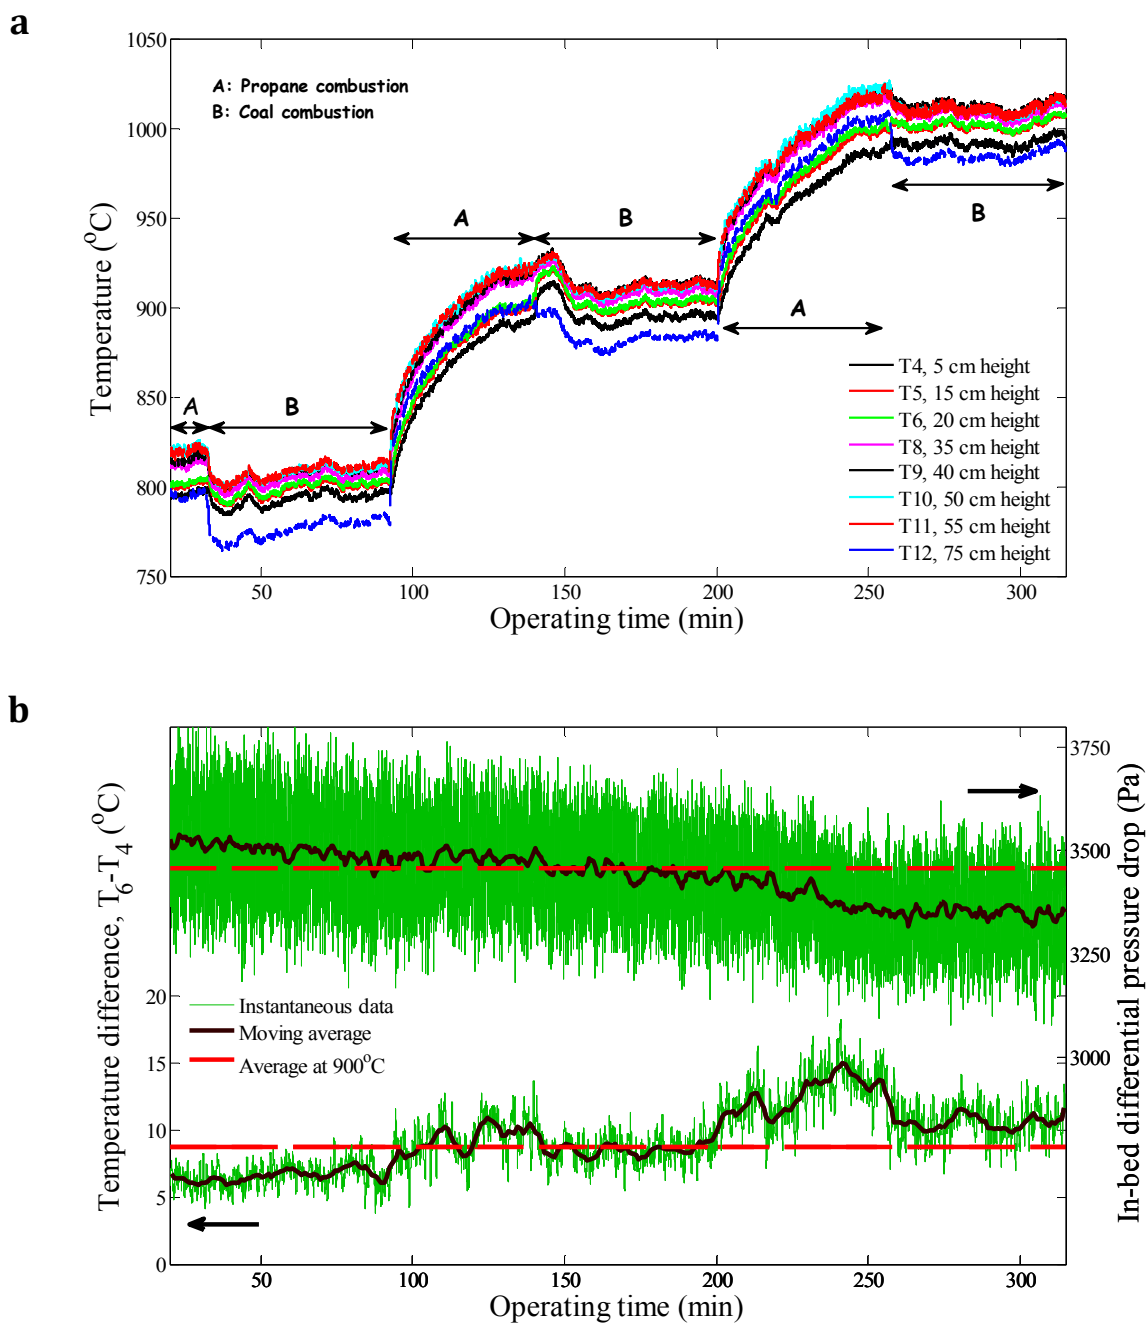 a
1050
1000
950
900
850
800
750
Temperature (°C)
A: Propane combustion
B: Coal combustion
A
B
A
B
A
B
T4, 5 cm height
T5, 15 cm height
T6, 20 cm height
T8, 35 cm height
T9, 40 cm height
T10, 50 cm height
T11, 55 cm height
T12, 75 cm height
50
100
150
200
250
300
Operating time (min)
b
Temperature difference, T6-T4 (°C)
20
15
10
5
0
Instantaneous data
Moving average
Average at 900°C
3750
3500
3250
3000
In-bed differential pressure drop (Pa)
50
100
150
200
250
300
Operating time (min)